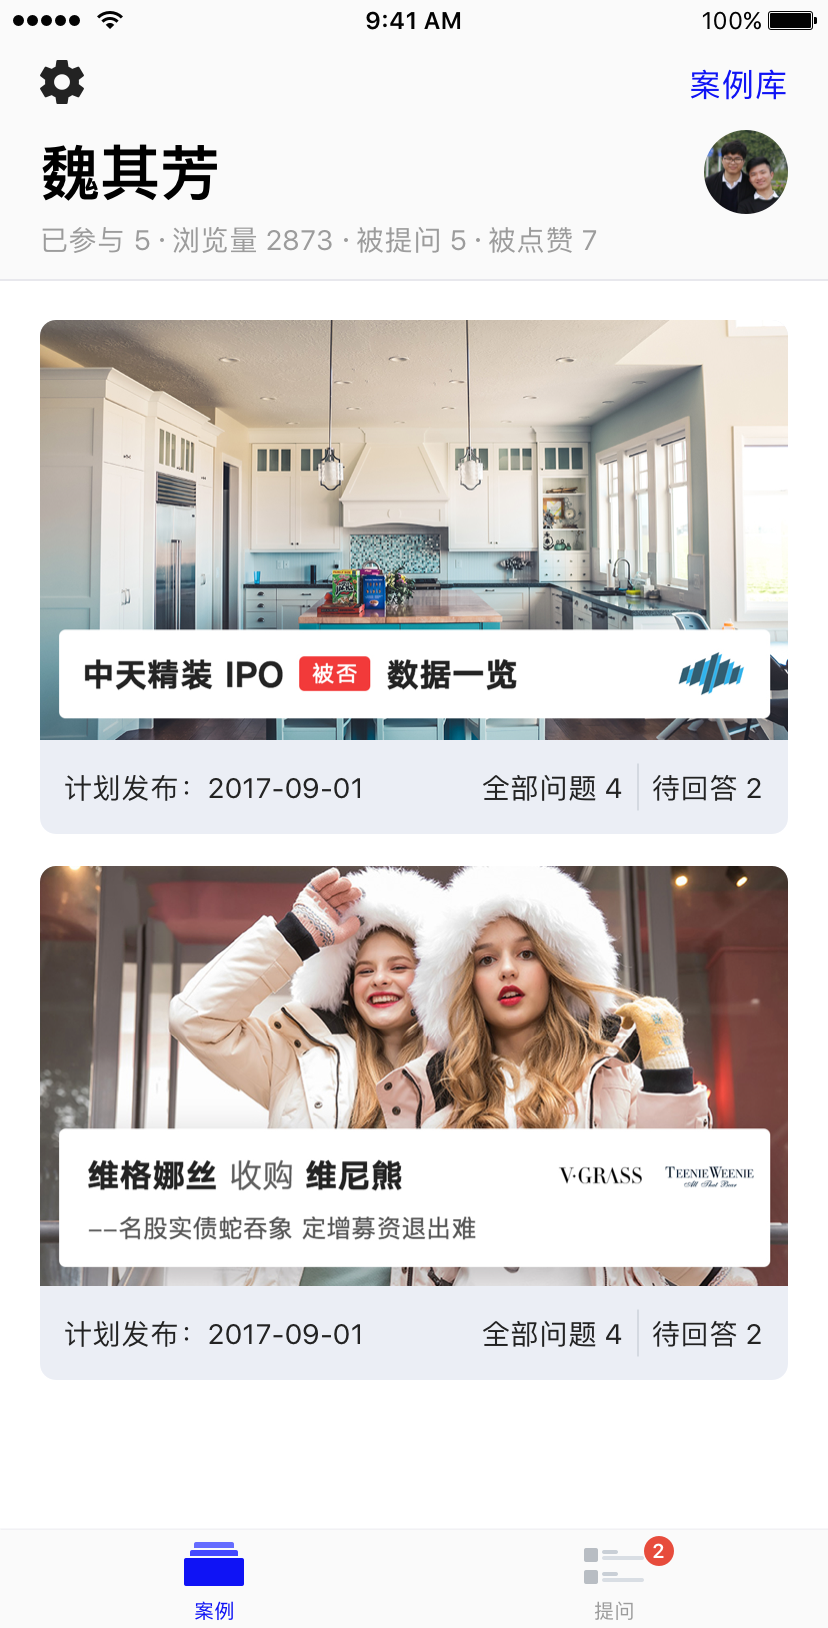 9:41 AM 100%
案例库
魏其芳
已参与 5 · 浏览量 2873 · 被提问 5 · 被点赞 7
中天精装 IPO 被否 数据一览
计划发布：2017-09-01 全部问题 4 待回答 2
维格娜丝 收购 维尼熊 V·GRASS TEENIE WEENIE
All That Bear
--名股实债蛇吞象 定增募资退出难
计划发布：2017-09-01 全部问题 4 待回答 2
2
案例 提问